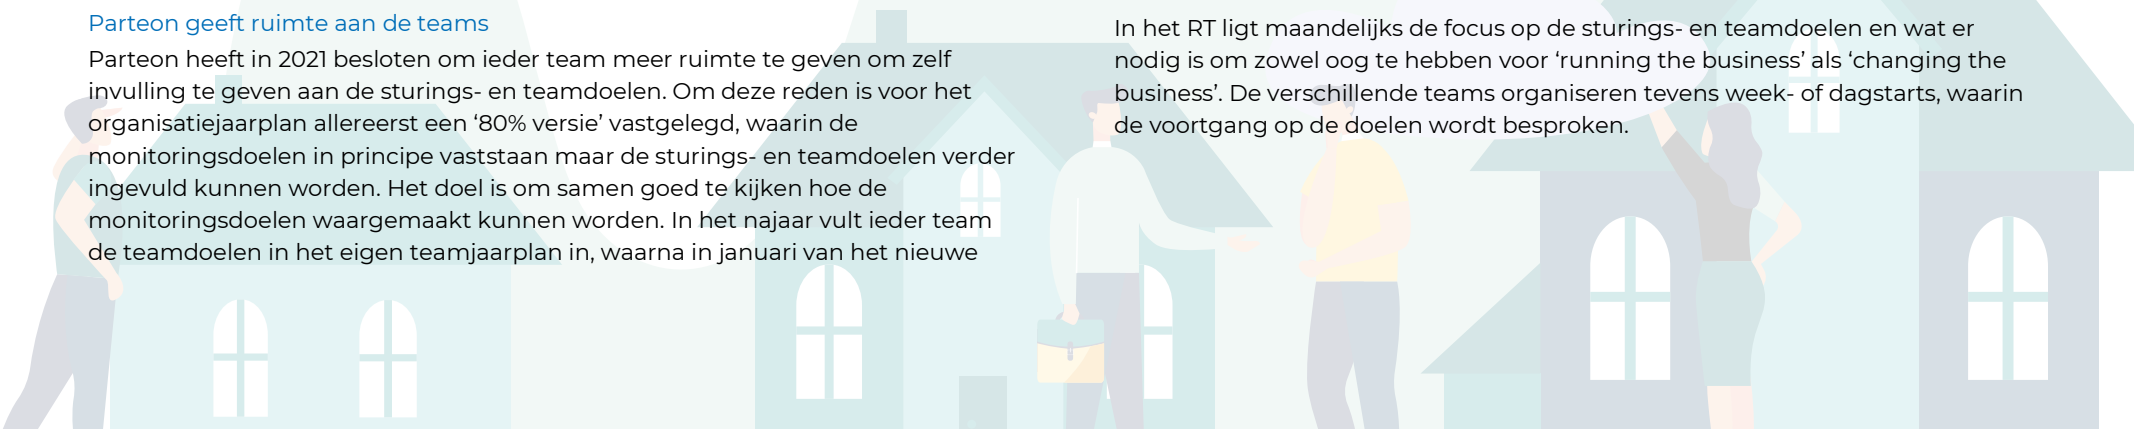 Parteon geeft ruimte aan de teams
Parteon heeft in 2021 besloten om ieder team meer ruimte te geven om zelf
invulling te geven aan de sturings- en teamdoelen. Om deze reden is voor het
organisatiejaarplan allereerst een ‘80% versie’ vastgelegd, waarin de
monitoringsdoelen in principe vaststaan maar de sturings- en teamdoelen verder
ingevuld kunnen worden. Het doel is om samen goed te kijken hoe de
monitoringsdoelen waargemaakt kunnen worden. In het najaar vult ieder team
de teamdoelen in het eigen teamjaarplan in, waarna in januari van het nieuwe
In het RT ligt maandelijks de focus op de sturings- en teamdoelen en wat er
nodig is om zowel oog te hebben voor ‘running the business’ als ‘changing the
business’. De verschillende teams organiseren tevens week- of dagstarts, waarin
de voortgang op de doelen wordt besproken.